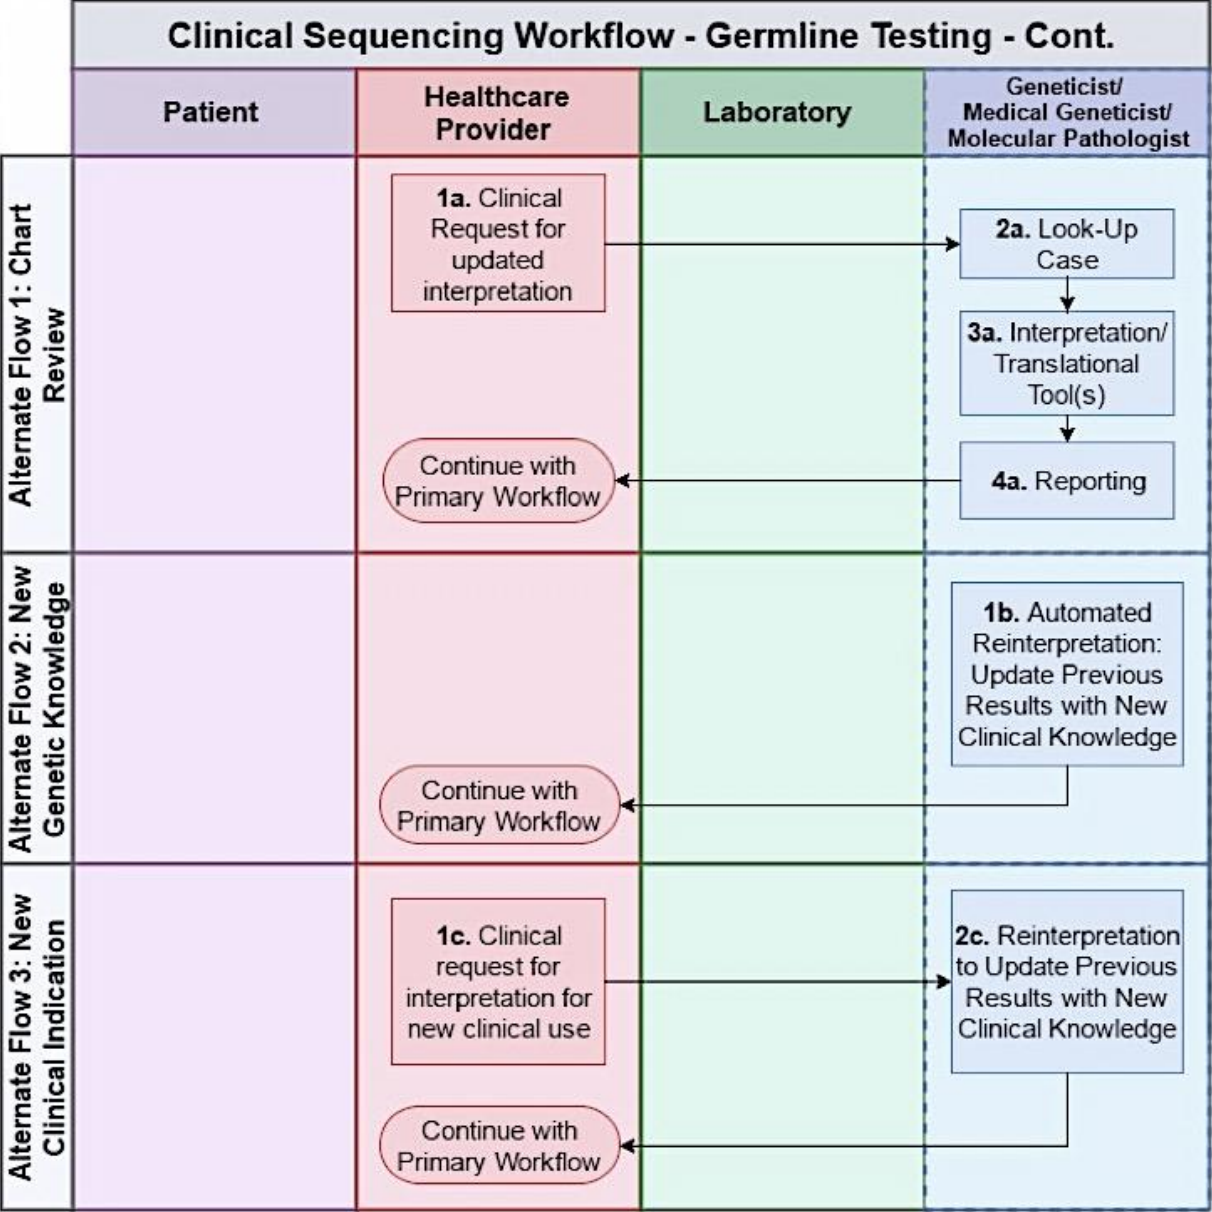 Clinical Sequencing Workflow - Germline Testing - Cont.
Patient
Healthcare
Provider
Laboratory
Geneticist/
Medical Geneticist/
Molecular Pathologist
Alternate Flow 1: Chart
Review
1a. Clinical
Request for
updated
interpretation
2a. Look-Up
Case
3a. Interpretation/
Translational
Tool(s)
4a. Reporting
Continue with
Primary Workflow
Alternate Flow 2: New
Genetic Knowledge
1b. Automated
Reinterpretation:
Update Previous
Results with New
Clinical Knowledge
Continue with
Primary Workflow
Alternate Flow 3: New
Clinical Indication
1c. Clinical
request for
interpretation for
new clinical use
2c. Reinterpretation
to Update Previous
Results with New
Clinical Knowledge
Continue with
Primary Workflow